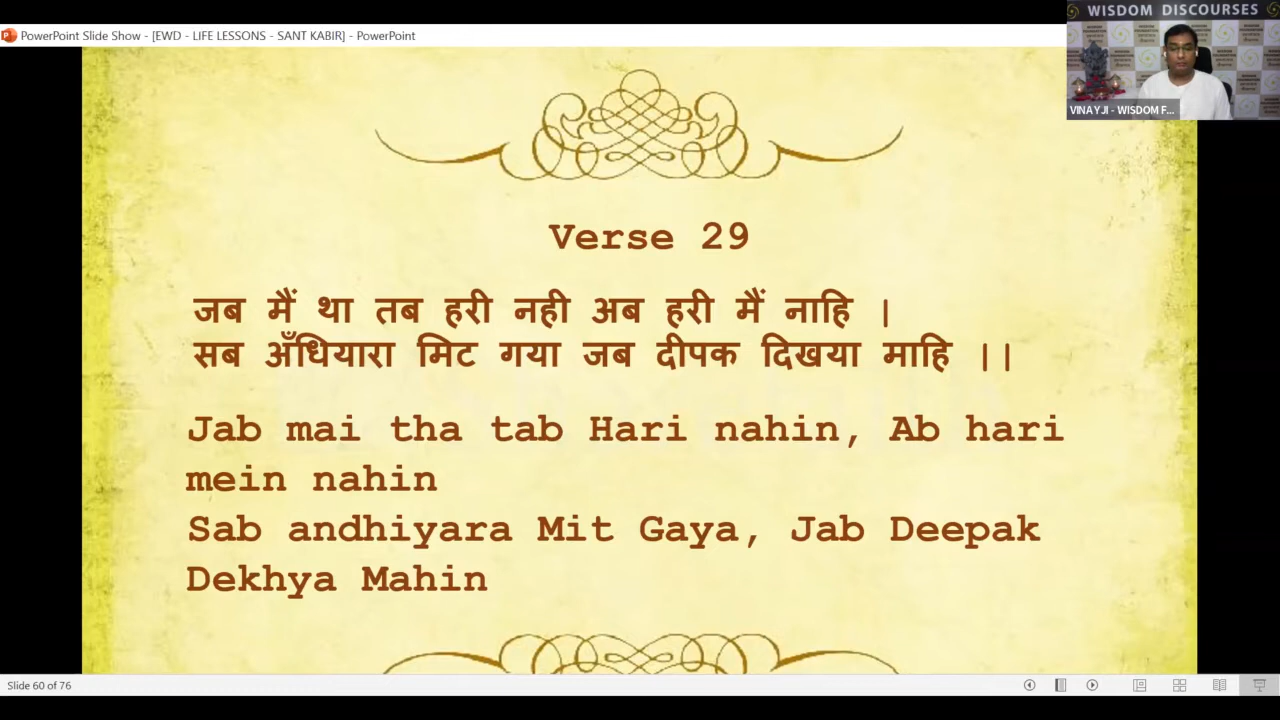 PowerPoint Slide Show - [EWD - LIFE LESSONS - SANT KABIR] - PowerPoint
WISDOM DISCOURSES
VINAYJI - WISDOM F...
Verse 29
जब मैं था तब हरी नही अब हरी मैं नाहि |
सब अँधियारा मिट गया जब दीपक दिखया माहि ||
Jab mai tha tab Hari nahin, Ab hari
mein nahin
Sab andhiyara Mit Gaya, Jab Deepak
Dekhya Mahin
Slide 60 of 76